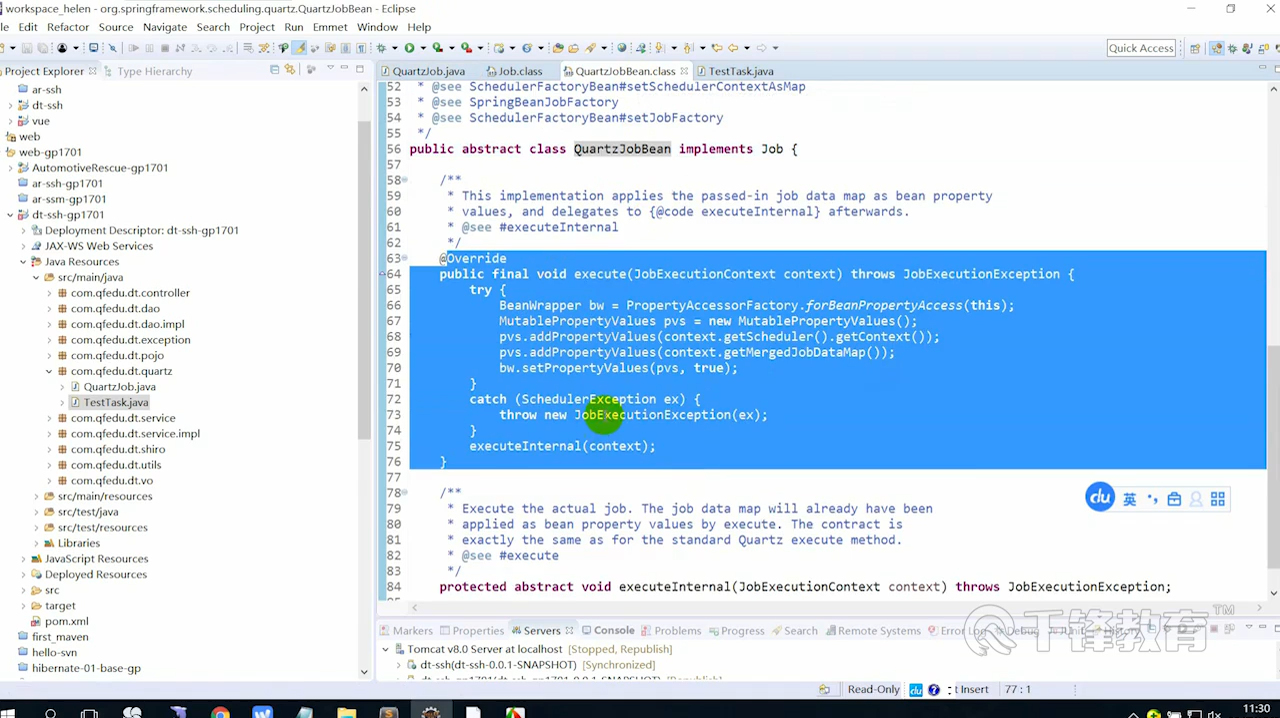 workspace_helen - org.springframework.scheduling.quartz.QuartzJobBean - Eclipse
le Edit Refactor Source Navigate Search Project Run Emmet Window Help
Quick Access
Project Explorer Type Hierarchy
QuartzJob.java Job.class QuartzJobBean.class TestTask.java
ar-ssh
dt-ssh
vue
web
web-gp1701
AutomotiveRescue-gp1701
ar-ssh-gp1701
ar-ssm-gp1701
dt-ssh-gp1701
Deployment Descriptor: dt-ssh-gp1701
JAX-WS Web Services
Java Resources
src/main/java
com.qfedu.dt.controller
com.qfedu.dt.dao
com.qfedu.dt.dao.impl
com.qfedu.dt.exception
com.qfedu.dt.pojo
com.qfedu.dt.quartz
QuartzJob.java
TestTask.java
com.qfedu.dt.service
com.qfedu.dt.service.impl
com.qfedu.dt.shiro
com.qfedu.dt.utils
com.qfedu.dt.vo
src/main/resources
src/test/java
src/test/resources
Libraries
JavaScript Resources
Deployed Resources
src
target
pom.xml
first_maven
hello-svn
hibernate-01-base-gp
52 * @see SchedulerFactoryBean#setSchedulerContextAsMap
53 * @see SpringBeanJobFactory
54 * @see SchedulerFactoryBean#setJobFactory
55 */
56 public abstract class QuartzJobBean implements Job {
57
58 /**
59 * This implementation applies the passed-in job data map as bean property
60 * values, and delegates to {@code executeInternal} afterwards.
61 * @see #executeInternal
62 */
63 @Override
64 public final void execute(JobExecutionContext context) throws JobExecutionException {
65 try {
66 BeanWrapper bw = PropertyAccessorFactory.forBeanPropertyAccess(this);
67 MutablePropertyValues pvs = new MutablePropertyValues();
68 pvs.addPropertyValues(context.getScheduler().getContext());
69 pvs.addPropertyValues(context.getMergedJobDataMap());
70 bw.setPropertyValues(pvs, true);
71 }
72 catch (SchedulerException ex) {
73 throw new JobExecutionException(ex);
74 }
75 executeInternal(context);
76 }
77
78 /**
79 * Execute the actual job. The job data map will already have been
80 * applied as bean property values by execute. The contract is
81 * exactly the same as for the standard Quartz execute method.
82 * @see #execute
83 */
84 protected abstract void executeInternal(JobExecutionContext context) throws JobExecutionException;
du 英
千锋教育 TM
Markers Properties Servers Console Problems Progress Search Remote Systems Error Log Debug
Tomcat v8.0 Server at localhost [Stopped, Republish]
dt-ssh(dt-ssh-0.0.1-SNAPSHOT) [Synchronized]
Read-Only du t Insert 77 : 1
11:30